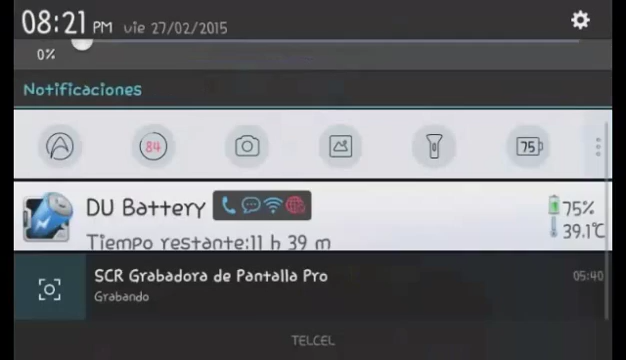 08:21 PM vie 27/02/2015
0%
Notificaciones
84
75
DU Battery
75%
Tiempo restante:11 h 39 m
39.1℃
SCR Grabadora de Pantalla Pro
05:40
Grabando
TELCEL